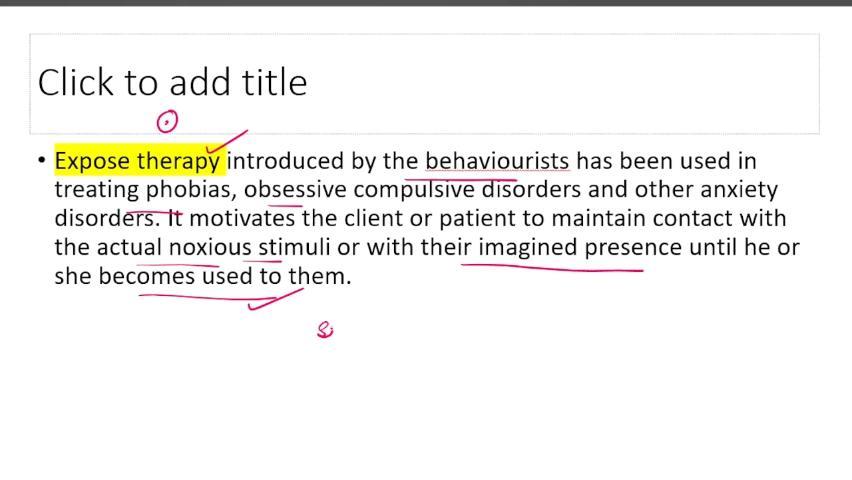 Click to add title
• Expose therapy introduced by the behaviourists has been used in
treating phobias, obsessive compulsive disorders and other anxiety
disorders. It motivates the client or patient to maintain contact with
the actual noxious stimuli or with their imagined presence until he or
she becomes used to them.